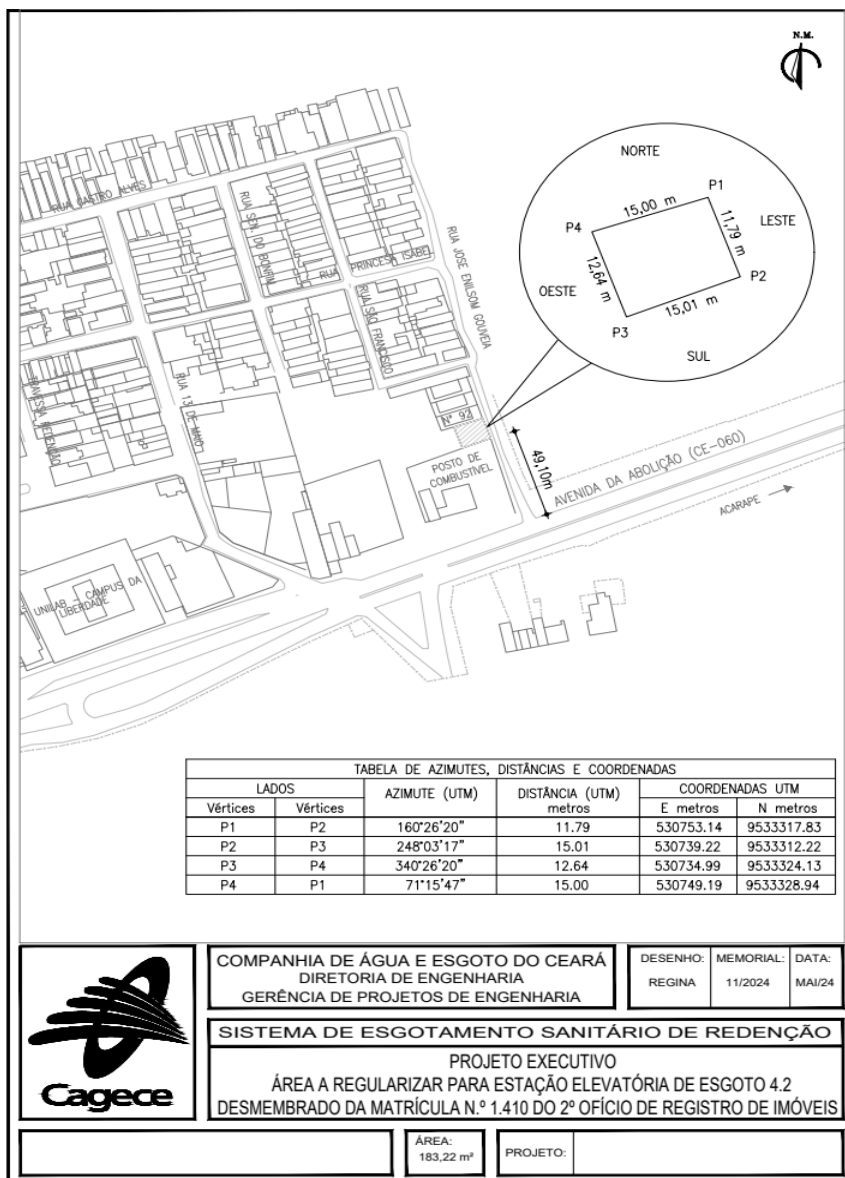 N.M.
NORTE
P1
15,00 m
P4
11,79 m
LESTE
OESTE
12,64 m
P2
15,01 m
P3
SUL
RUA CASTRO ALVES
RUA SEN. DO BONFIM
RUA PRINCESA ISABEL
RUA JOSE ENILSOM GOUVEIA
RUA SÃO FRANCISCO
TRAVESSA REDENÇÃO
RUA 13 DE MAIO
N° 92
POSTO DE
COMBUSTÍVEL
49,10m
AVENIDA DA ABOLIÇÃO (CE-060)
ACARAPE
UNILAB - CAMPUS DA
LIBERDADE
TABELA DE AZIMUTES, DISTÂNCIAS E COORDENADAS
LADOS AZIMUTE (UTM) DISTÂNCIA (UTM) metros COORDENADAS UTM
Vértices Vértices E metros N metros
P1 P2 160°26'20" 11.79 530753.14 9533317.83
P2 P3 248°03'17" 15.01 530739.22 9533312.22
P3 P4 340°26'20" 12.64 530734.99 9533324.13
P4 P1 71°15'47" 15.00 530749.19 9533328.94
Cagece
COMPANHIA DE ÁGUA E ESGOTO DO CEARÁ
DIRETORIA DE ENGENHARIA
GERÊNCIA DE PROJETOS DE ENGENHARIA
DESENHO: MEMORIAL: DATA:
REGINA 11/2024 MAI/24
SISTEMA DE ESGOTAMENTO SANITÁRIO DE REDENÇÃO
PROJETO EXECUTIVO
ÁREA A REGULARIZAR PARA ESTAÇÃO ELEVATÓRIA DE ESGOTO 4.2
DESMEMBRADO DA MATRÍCULA N.º 1.410 DO 2º OFÍCIO DE REGISTRO DE IMÓVEIS
ÁREA:
183,22 m²
PROJETO: